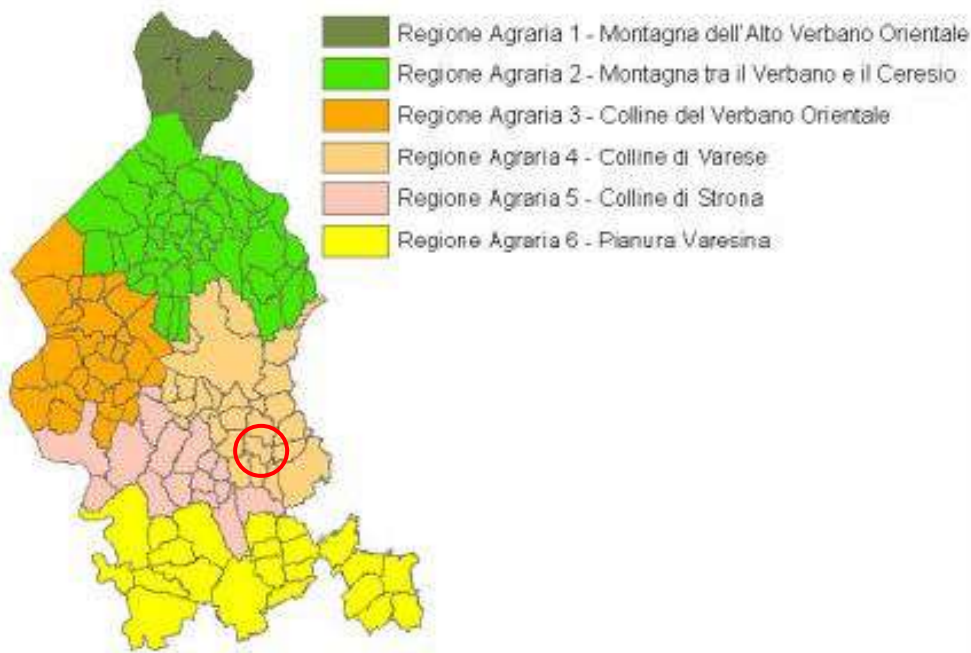 Regione Agraria 1 - Montagna dell'Alto Verbano Orientale
Regione Agraria 2 - Montagna tra il Verbano e il Ceresio
Regione Agraria 3 - Colline del Verbano Orientale
Regione Agraria 4 - Colline di Varese
Regione Agraria 5 - Colline di Strona
Regione Agraria 6 - Pianura Varesina